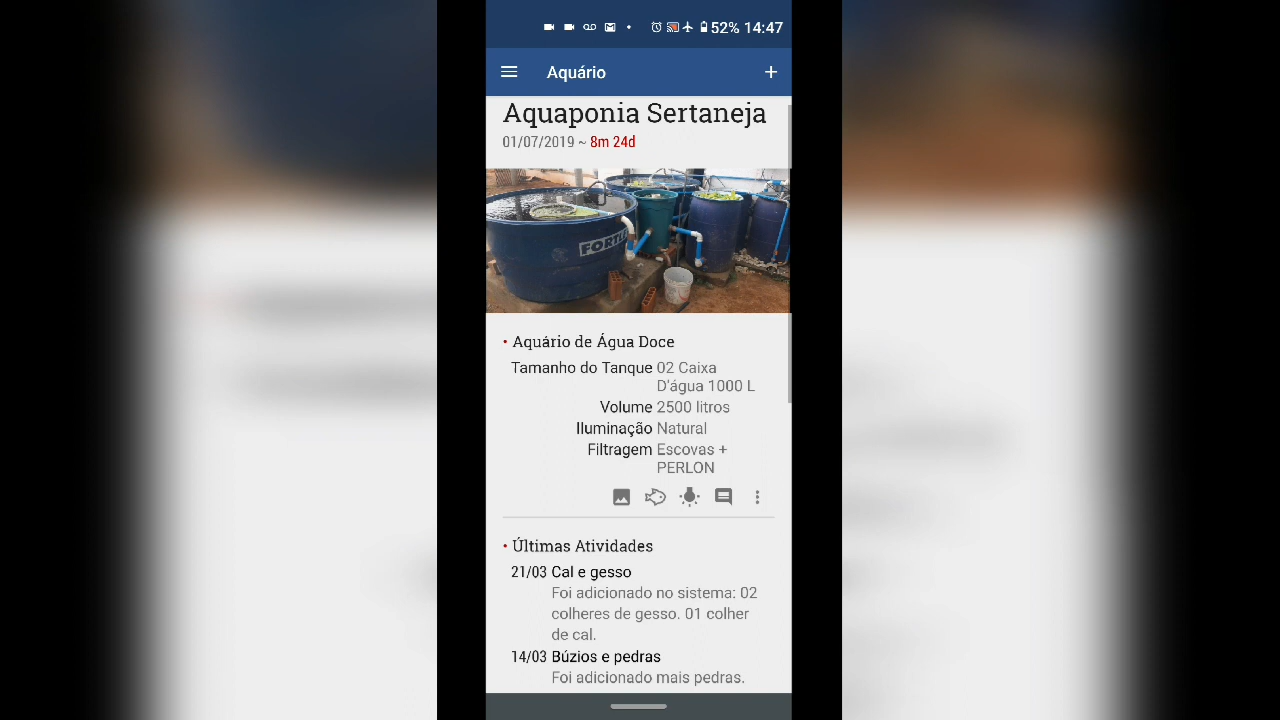 52% 14:47
Aquário
Aquaponia Sertaneja
01/07/2019 ~ 8m 24d
FORTL
• Aquário de Água Doce
Tamanho do Tanque 02 Caixa
D'água 1000 L
Volume 2500 litros
Iluminação Natural
Filtragem Escovas +
PERLON
• Últimas Atividades
21/03 Cal e gesso
Foi adicionado no sistema: 02
colheres de gesso. 01 colher
de cal.
14/03 Búzios e pedras
Foi adicionado mais pedras.